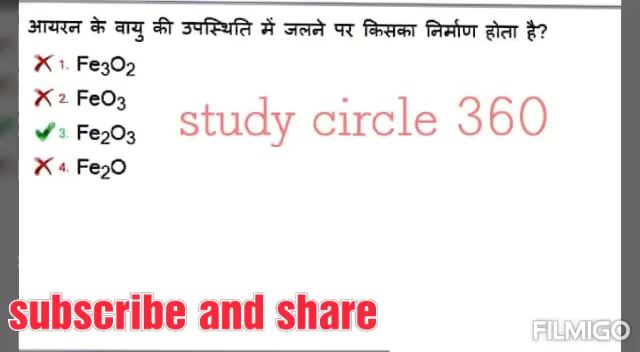 आयरन के वायु की उपस्थिति में जलने पर किसका निर्माण होता है?
1. Fe3O2
2. FeO3
3. Fe2O3
4. Fe2O
study circle 360
subscribe and share
FILMIGO